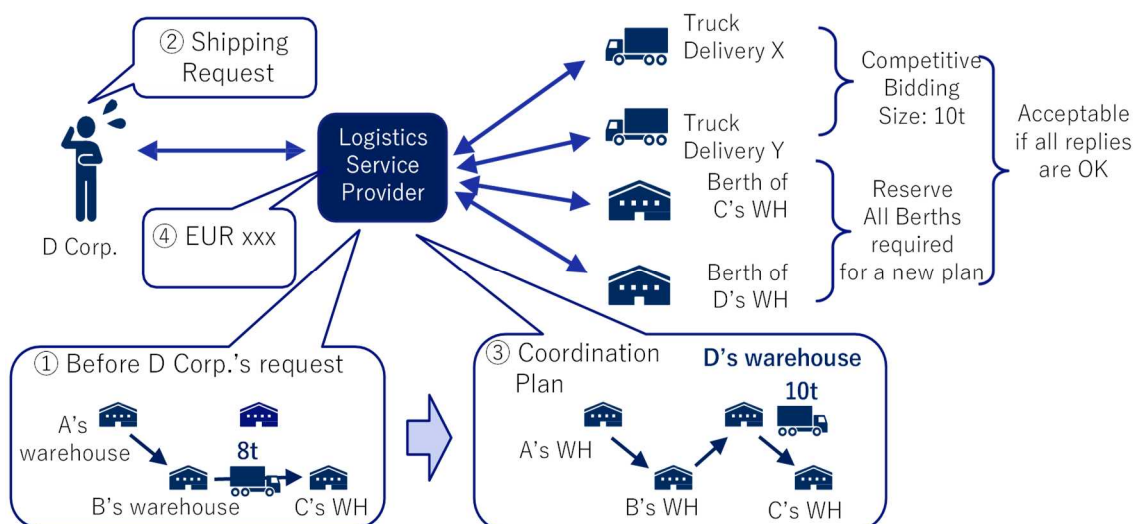 ② Shipping
Request
D Corp.
Logistics
Service
Provider
④ EUR xxx
Truck
Delivery X
Truck
Delivery Y
Berth of
C's WH
Berth of
D's WH
Competitive
Bidding
Size: 10t
Reserve
All Berths
required
for a new plan
Acceptable
if all replies
are OK
① Before D Corp.'s request
A's
warehouse
8t
B's warehouse
C's WH
③ Coordination
Plan
D's warehouse
10t
A's WH
B's WH
C's WH